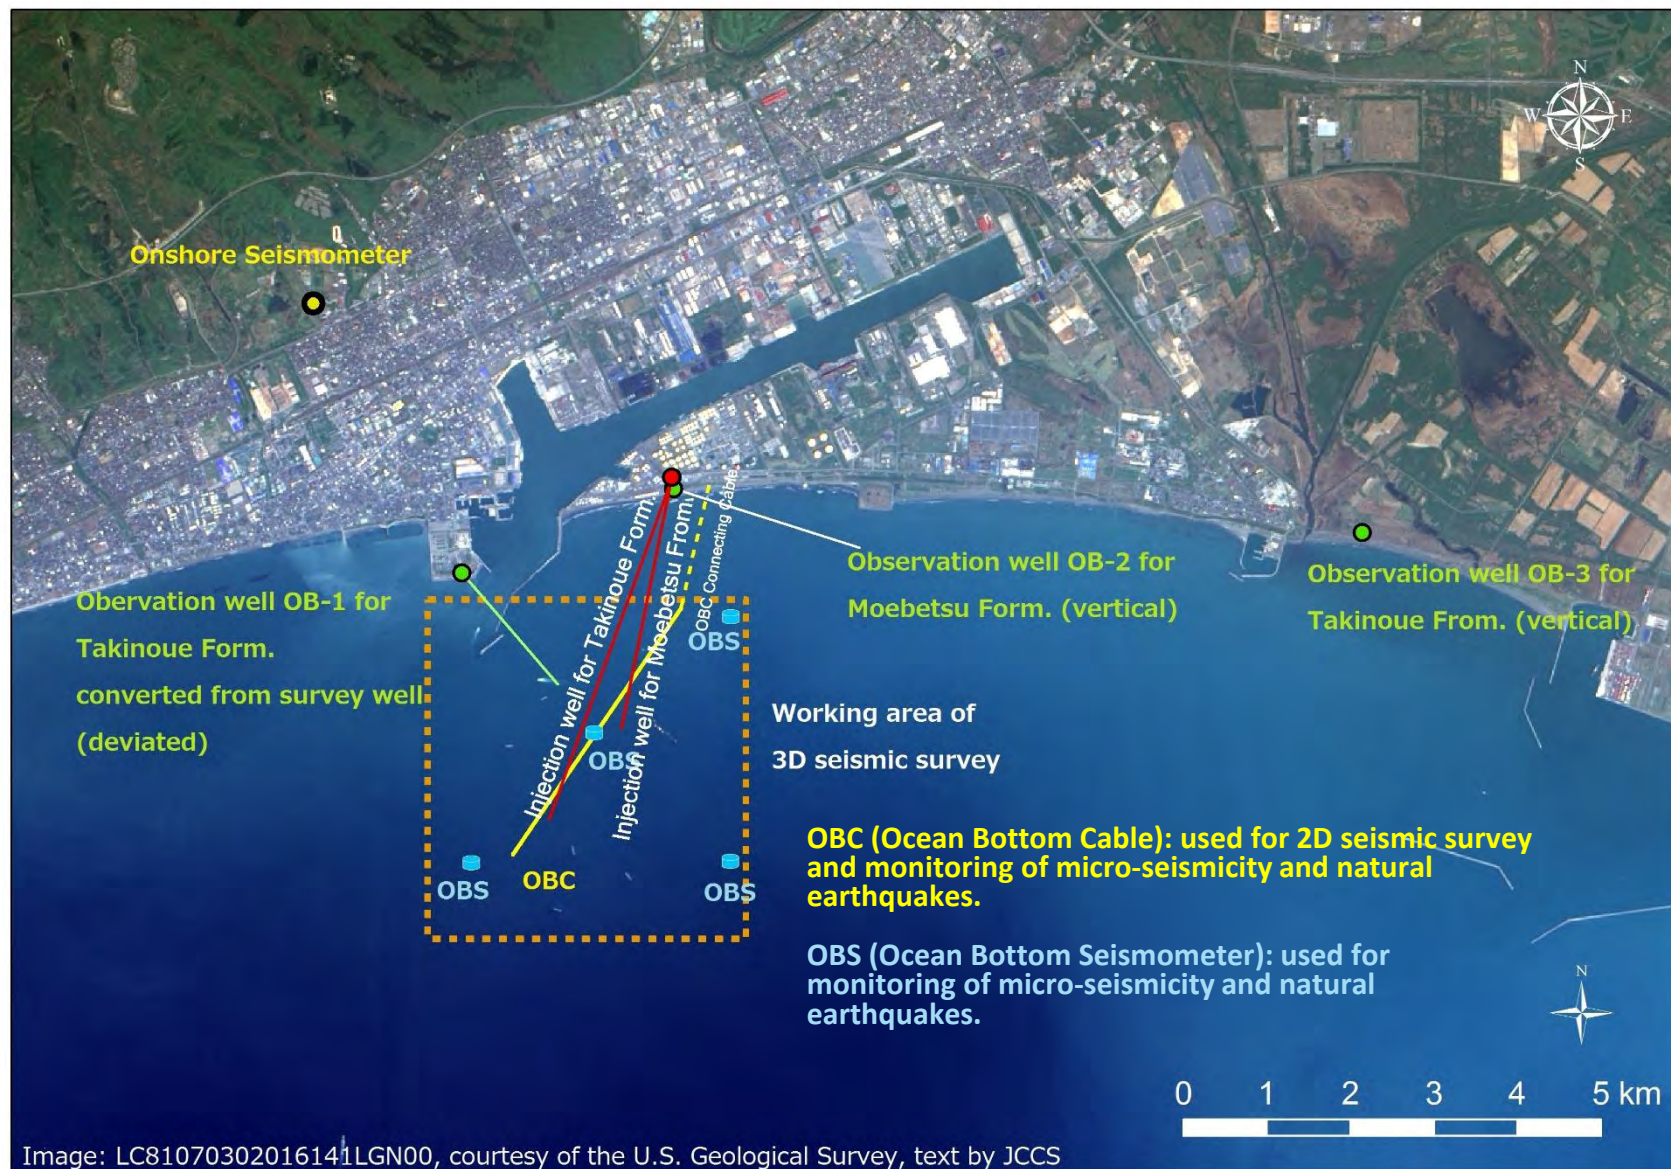 N
W E
S
Onshore Seismometer
Injection well for Takinoue Form.
Injection well for Moebetsu From.
OBC Connecting Cable
Observation well OB-2 for
Moebetsu Form. (vertical)
Observation well OB-3 for
Takinoue From. (vertical)
Obervation well OB-1 for
Takinoue Form.
converted from survey well
(deviated)
OBS
OBS
Working area of
3D seismic survey
OBS
OBC
OBS
OBC (Ocean Bottom Cable): used for 2D seismic survey
and monitoring of micro-seismicity and natural
earthquakes.
OBS (Ocean Bottom Seismometer): used for
monitoring of micro-seismicity and natural
earthquakes.
N
0 1 2 3 4 5 km
Image: LC81070302016141LGN00, courtesy of the U.S. Geological Survey, text by JCCS